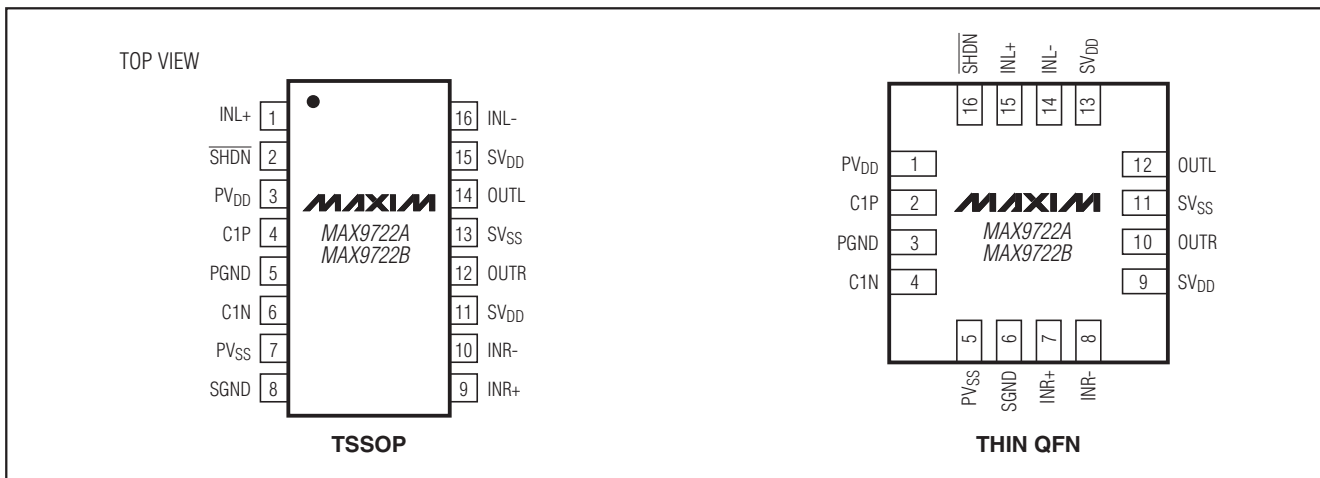 TOP VIEW
INL+ 1
SHDN 2
PVDD 3
C1P 4
PGND 5
C1N 6
PVSS 7
SGND 8
MAXIM
MAX9722A
MAX9722B
16 INL-
15 SVDD
14 OUTL
13 SVSS
12 OUTR
11 SVDD
10 INR-
9 INR+
TSSOP
SHDN INL+ INL- SVDD
16 15 14 13
PVDD 1
C1P 2
PGND 3
C1N 4
MAXIM
MAX9722A
MAX9722B
12 OUTL
11 SVSS
10 OUTR
9 SVDD
5 6 7 8
PVSS SGND INR+ INR-
THIN QFN